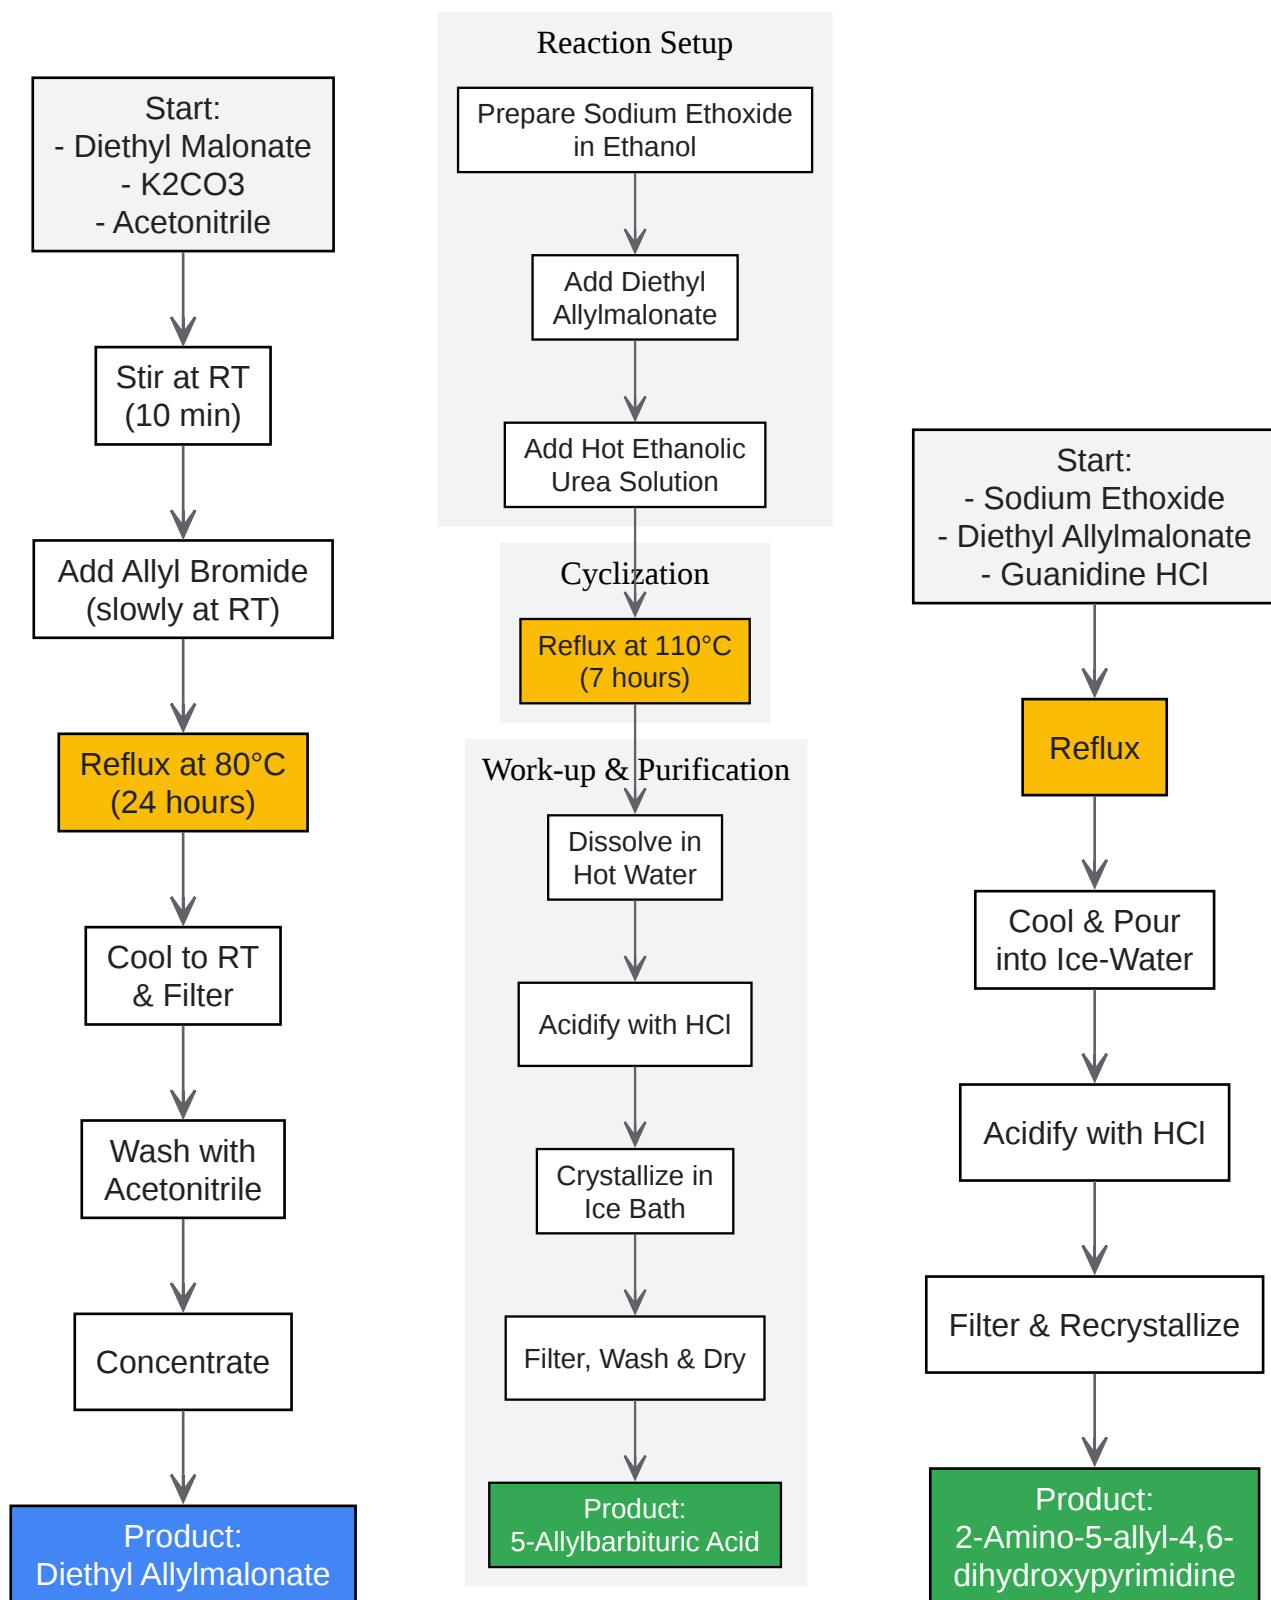 Start:
- Diethyl Malonate
- K2CO3
- Acetonitrile
Stir at RT
(10 min)
Add Allyl Bromide
(slowly at RT)
Reflux at 80°C
(24 hours)
Cool to RT
& Filter
Wash with
Acetonitrile
Concentrate
Product:
Diethyl Allylmalonate
Reaction Setup
Prepare Sodium Ethoxide
in Ethanol
Add Diethyl
Allylmalonate
Add Hot Ethanolic
Urea Solution
Cyclization
Reflux at 110°C
(7 hours)
Work-up & Purification
Dissolve in
Hot Water
Acidify with HCl
Crystallize in
Ice Bath
Filter, Wash & Dry
Product:
5-Allylbarbituric Acid
Start:
- Sodium Ethoxide
- Diethyl Allylmalonate
- Guanidine HCl
Reflux
Cool & Pour
into Ice-Water
Acidify with HCl
Filter & Recrystallize
Product:
2-Amino-5-allyl-4,6-
dihydroxypyrimidine